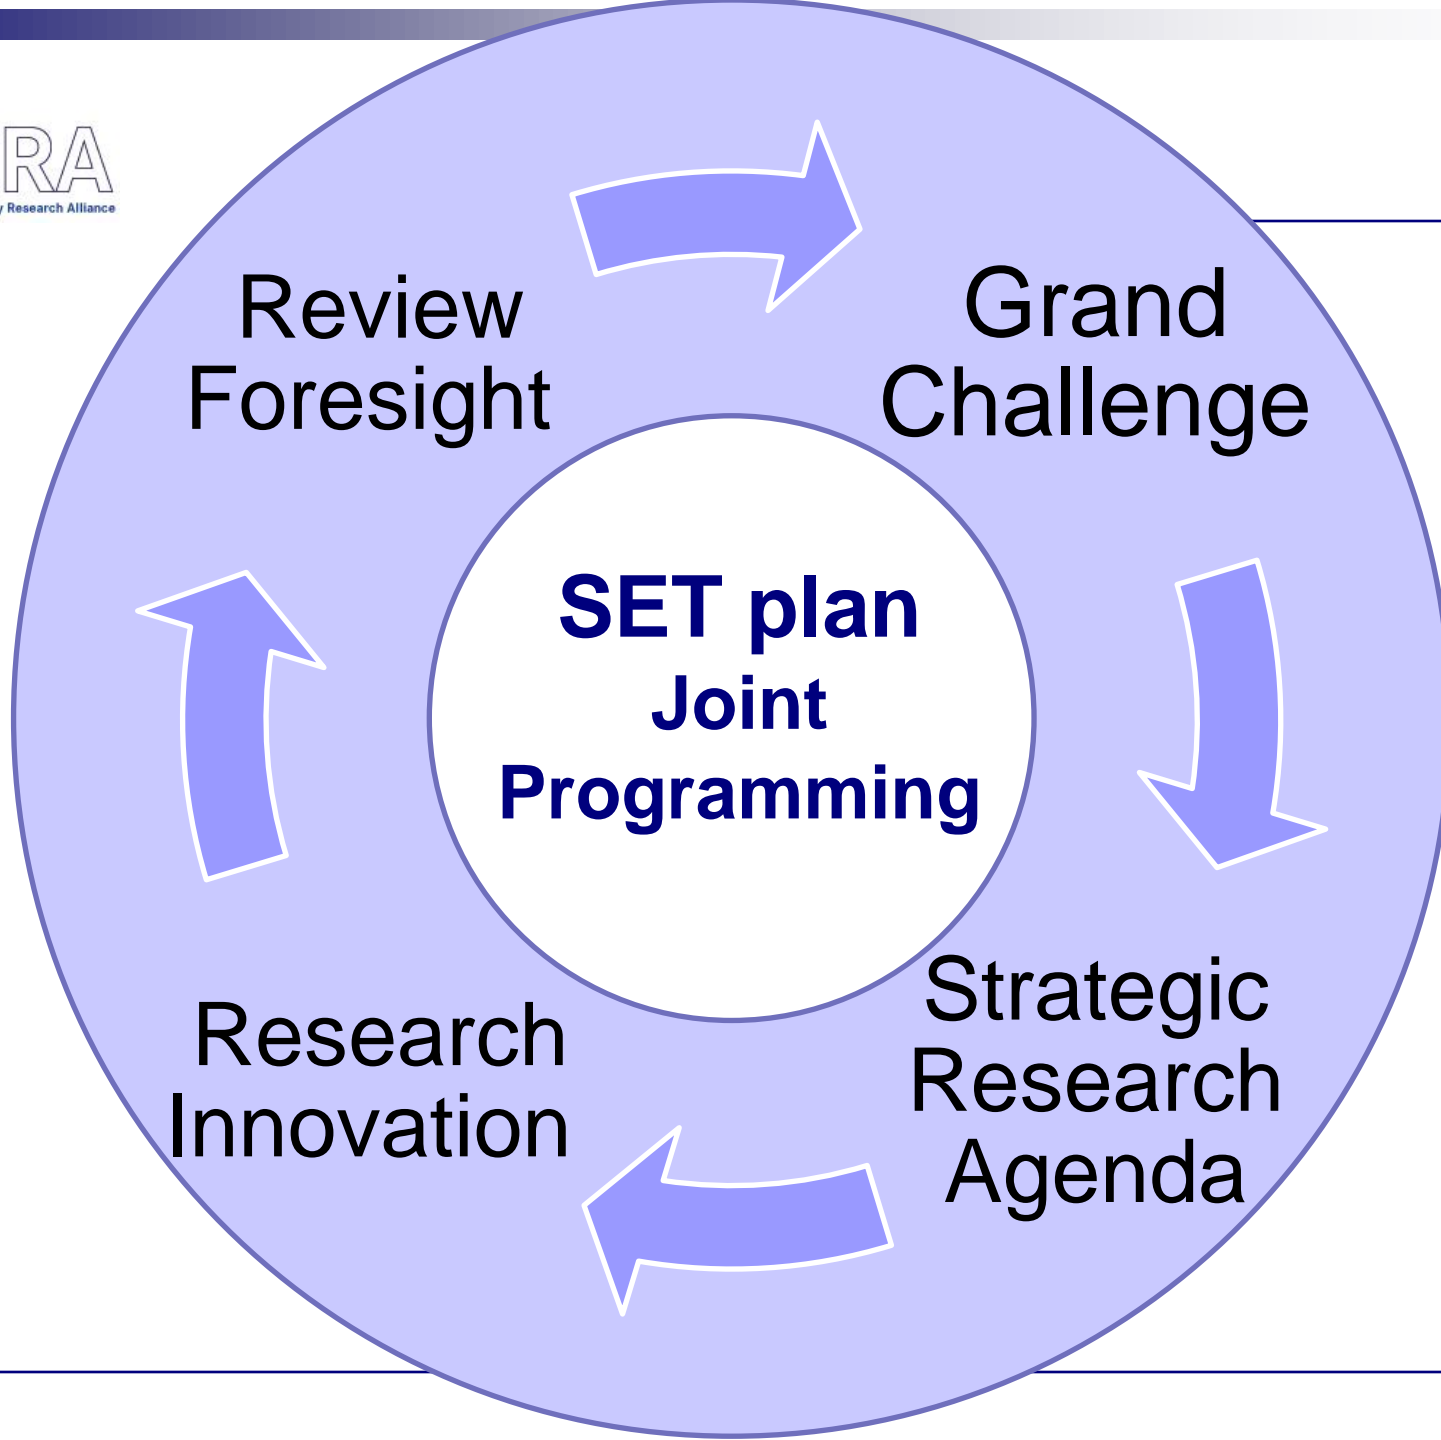 RA
Research Alliance
Review
Foresight
Grand
Challenge
SET plan
Joint
Programming
Strategic
Research
Agenda
Research
Innovation